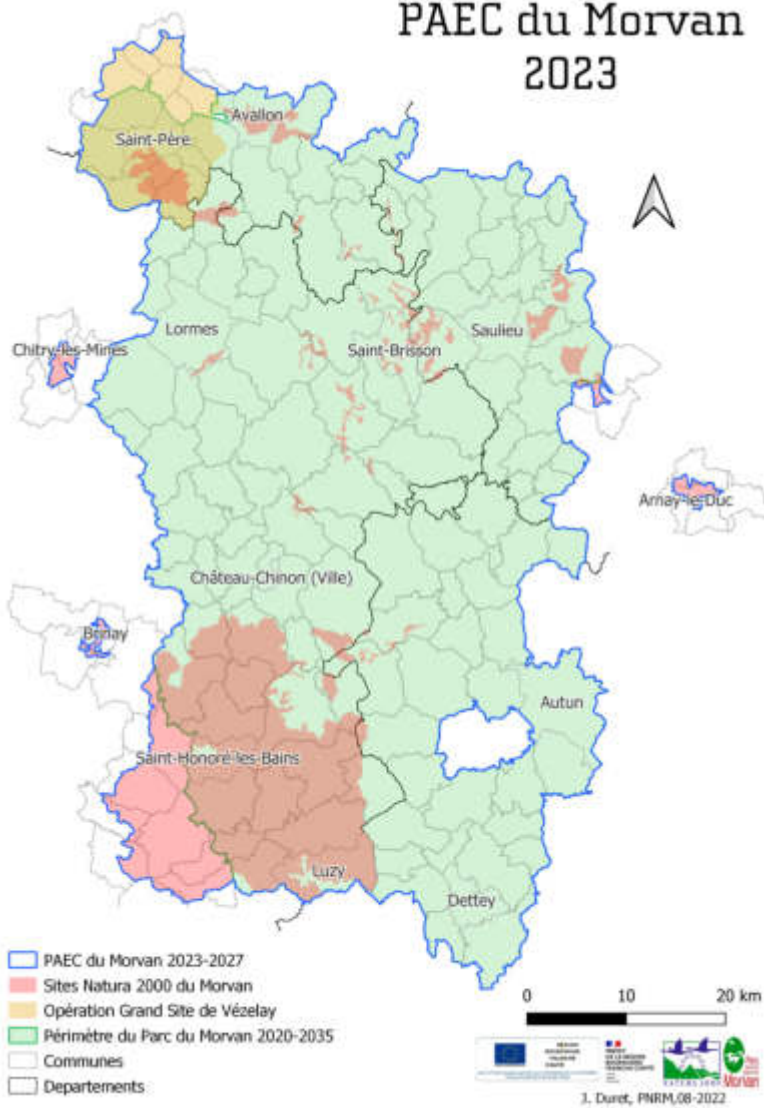 PAEC du Morvan
2023
Avallon
Saint-Père
Lormes
Saulieu
Chitry-les-Mines
Saint-Brisson
Arnay-le-Duc
Château-Chinon (Ville)
Brinay
Autun
Saint-Honoré-les-Bains
Luzy
Dettey
PAEC du Morvan 2023-2027
Sites Natura 2000 du Morvan
Opération Grand Site de Vézelay
Périmètre du Parc du Morvan 2020-2035
Communes
Departements
0 10 20 km
Morvan
J. Duret, PNRM,08-2022